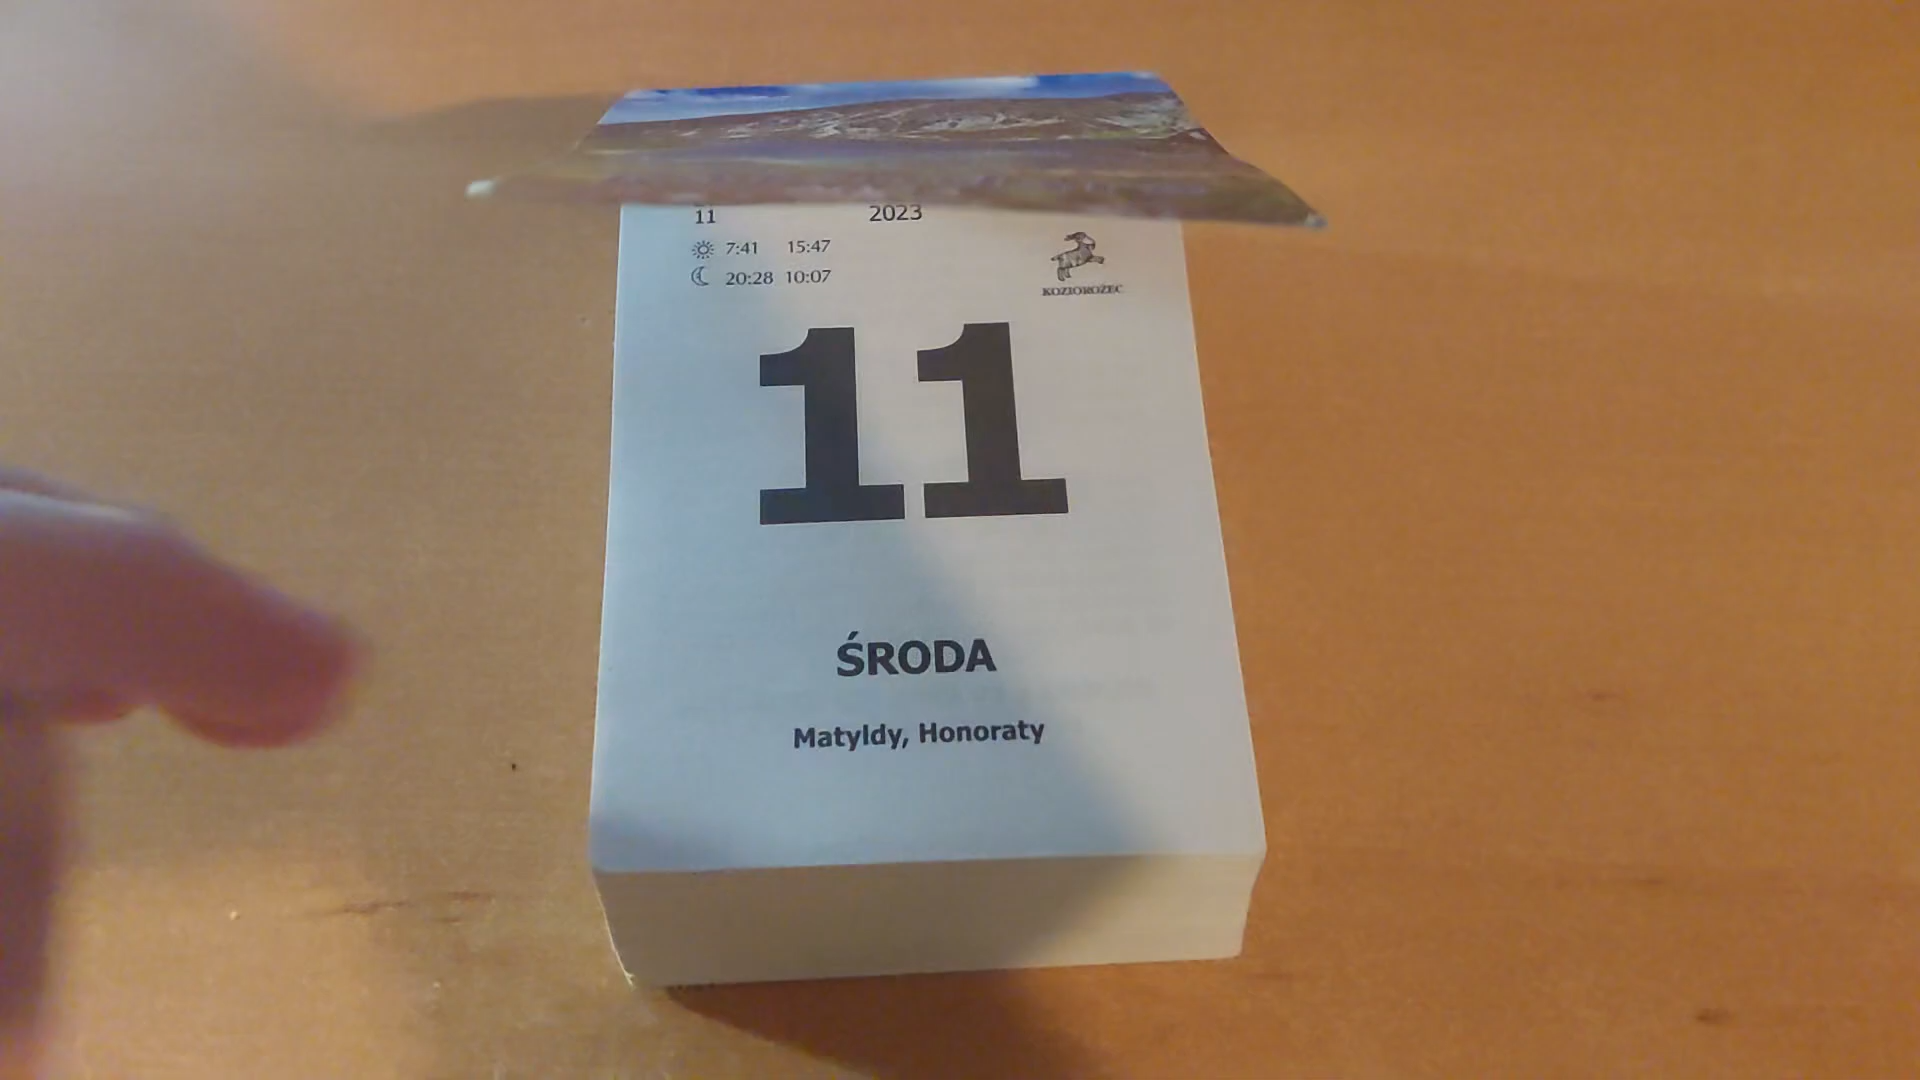 11 2023
7:41 15:47
20:28 10:07
KOZIOROŻEC
11
ŚRODA
Matyldy, Honoraty